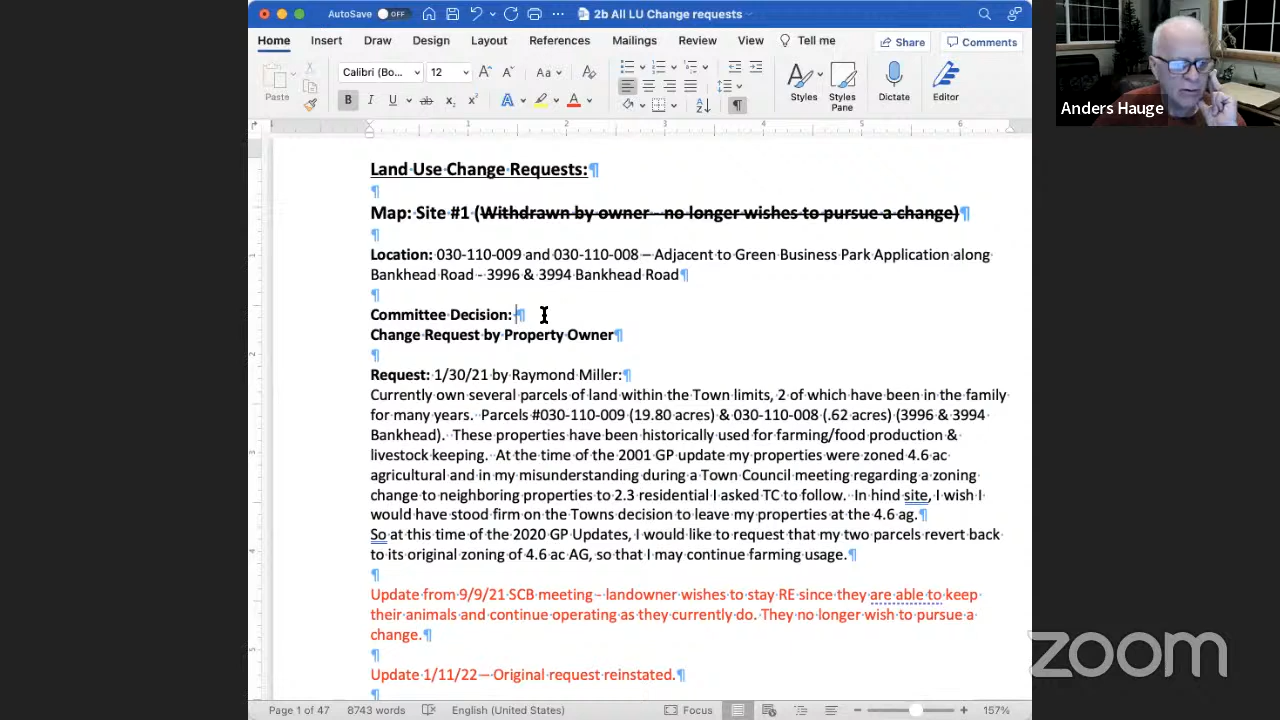 AutoSave OFF 2b All LU Change requests
Home Insert Draw Design Layout References Mailings Review View Tell me Share Comments
Paste Calibri (Bo... 12 Aa Styles Styles Pane Dictate Editor
Anders Hauge
1 2 3 4 5 6
Land Use Change Requests:¶
¶
Map: Site #1 (Withdrawn by owner – no longer wishes to pursue a change)¶
¶
Location: 030-110-009 and 030-110-008 – Adjacent to Green Business Park Application along
Bankhead Road - 3996 & 3994 Bankhead Road¶
¶
Committee Decision: ¶
Change Request by Property Owner¶
¶
Request: 1/30/21 by Raymond Miller:¶
Currently own several parcels of land within the Town limits, 2 of which have been in the family
for many years. Parcels #030-110-009 (19.80 acres) & 030-110-008 (.62 acres) (3996 & 3994
Bankhead). These properties have been historically used for farming/food production &
livestock keeping. At the time of the 2001 GP update my properties were zoned 4.6 ac
agricultural and in my misunderstanding during a Town Council meeting regarding a zoning
change to neighboring properties to 2.3 residential I asked TC to follow. In hind site, I wish I
would have stood firm on the Towns decision to leave my properties at the 4.6 ag.¶
So at this time of the 2020 GP Updates, I would like to request that my two parcels revert back
to its original zoning of 4.6 ac AG, so that I may continue farming usage.¶
¶
Update from 9/9/21 SCB meeting – landowner wishes to stay RE since they are able to keep
their animals and continue operating as they currently do. They no longer wish to pursue a
change.¶
¶
Update 1/11/22 – Original request reinstated.¶
¶
zoom
Page 1 of 47 8743 words English (United States) Focus 157%